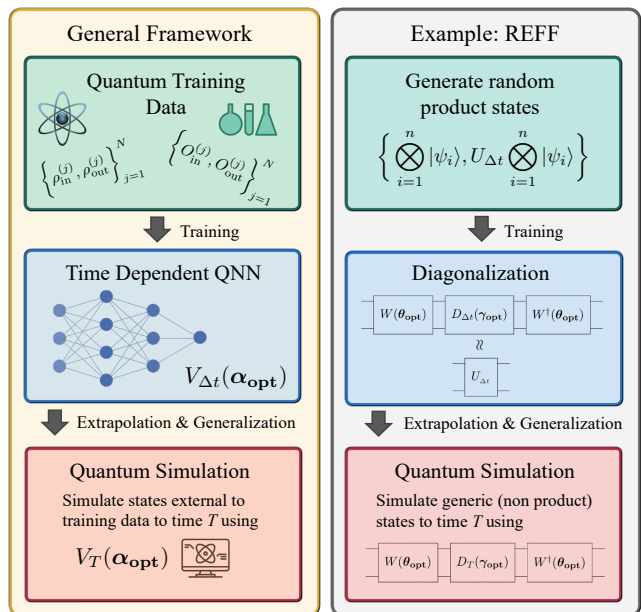 General Framework
Quantum Training
Data
{ρ_in^(j), ρ_out^(j)}_{j=1}^N
{O_in^(j), O_out^(j)}_{j=1}^N
Training
Time Dependent QNN
V_Δt(α_opt)
Extrapolation & Generalization
Quantum Simulation
Simulate states external to
training data to time T using
V_T(α_opt)
Example: REFF
Generate random
product states
{⨂_{i=1}^n |ψ_i⟩, U_Δt ⨂_{i=1}^n |ψ_i⟩}
Training
Diagonalization
W(θ_opt) D_Δt(γ_opt) W†(θ_opt)
≈
U_Δt
Extrapolation & Generalization
Quantum Simulation
Simulate generic (non product)
states to time T using
W(θ_opt) D_T(γ_opt) W†(θ_opt)